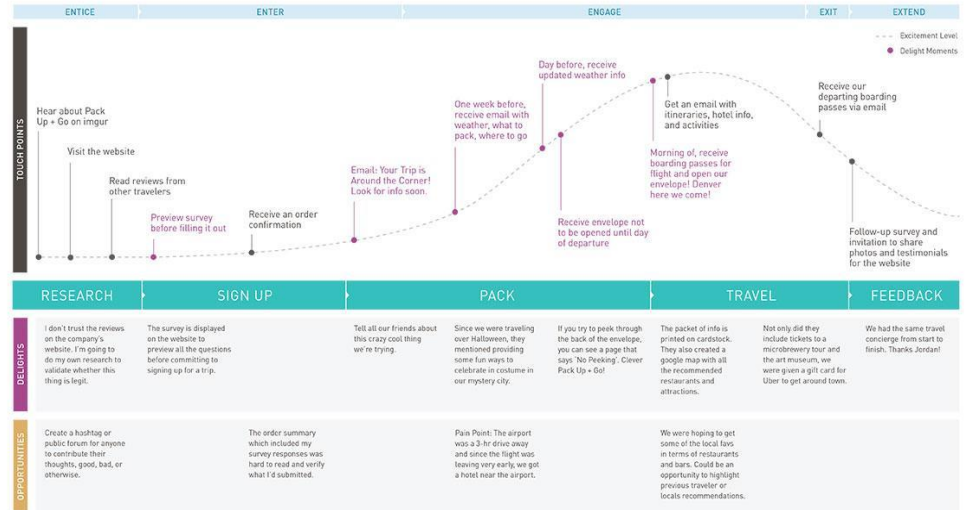 ENTICE
ENTER
ENGAGE
EXIT
EXTEND
Excitement Level
Delight Moments
TOUCH POINTS
Hear about Pack
Up + Go on imgur
Visit the website
Read reviews from
other travelers
Preview survey
before filling it out
Receive an order
confirmation
Email: Your Trip is
Around the Corner!
Look for info soon.
One week before,
receive email with
weather, what to
pack, where to go
Day before, receive
updated weather info
Receive envelope not
to be opened until day
of departure
Get an email with
itineraries, hotel info,
and activities
Morning of, receive
boarding passes for
flight and open our
envelope! Denver
here we come!
Receive our
departing boarding
passes via email
Follow-up survey and
invitation to share
photos and testimonials
for the website
RESEARCH
SIGN UP
PACK
TRAVEL
FEEDBACK
DELIGHTS
I don't trust the reviews
on the company's
website. I'm going to
do my own research to
validate whether this
thing is legit.
The survey is displayed
on the website to
preview all the questions
before committing to
signing up for a trip.
Tell all our friends about
this crazy cool thing
we're trying.
Since we were traveling
over Halloween, they
mentioned providing
some fun ways to
celebrate in costume in
our mystery city.
If you try to peek through
the back of the envelope,
you can see a page that
says 'No Peeking'. Clever
Pack Up + Go!
The packet of info is
printed on cardstock.
They also created a
google map with all
the recommended
restaurants and
attractions.
Not only did they
include tickets to a
microbrewery tour and
the art museum, we
were given a gift card for
Uber to get around town.
We had the same travel
concierge from start to
finish. Thanks Jordan!
OPPORTUNITIES
Create a hashtag or
public forum for anyone
to contribute their
thoughts, good, bad, or
otherwise.
The order summary
which included my
survey responses was
hard to read and verify
what I'd submitted.
Pain Point: The airport
was a 3-hr drive away
and since the flight was
leaving very early, we got
a hotel near the airport.
We were hoping to get
some of the local favs
in terms of restaurants
and bars. Could be an
opportunity to highlight
previous traveler or
locals recommendations.